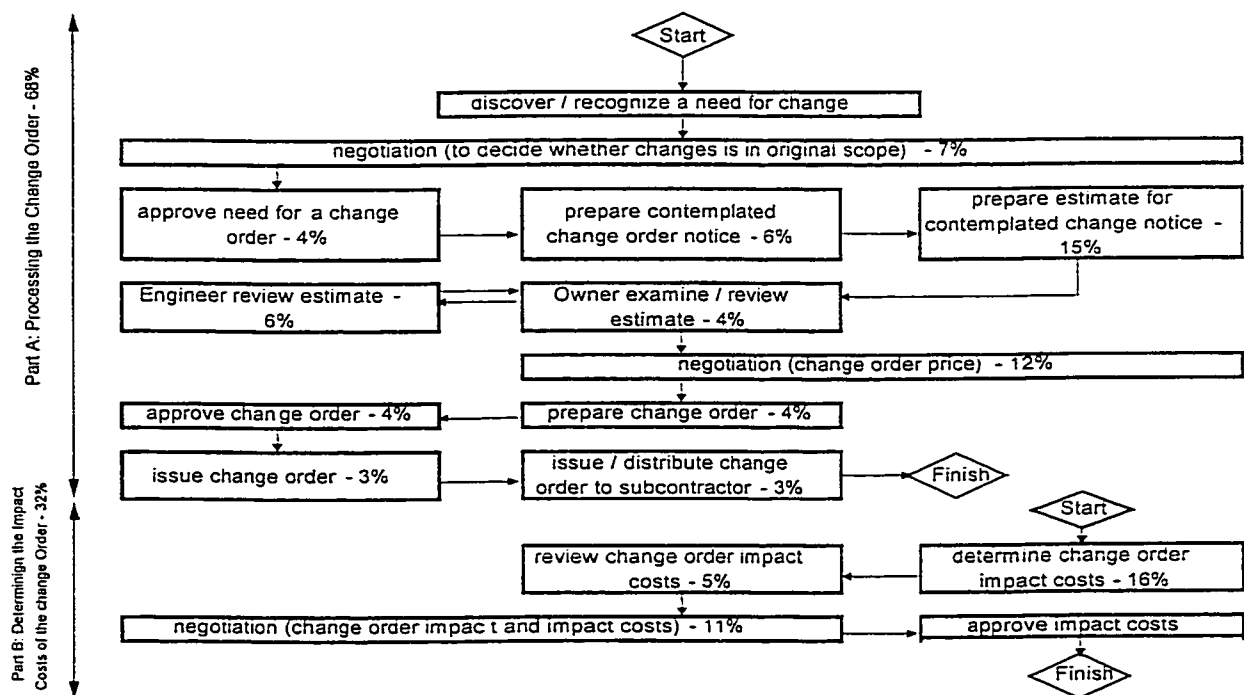 Start
discover / recognize a need for change
negotiation (to decide whether changes is in original scope) - 7%
approve need for a change
order - 4%
prepare contemplated
change order notice - 6%
prepare estimate for
contemplated change notice -
15%
Engineer review estimate -
6%
Owner examine / review
estimate - 4%
negotiation (change order price) - 12%
approve change order - 4%
prepare change order - 4%
issue change order - 3%
issue / distribute change
order to subcontractor - 3%
Finish
Part A: Processing the Change Order - 68%
Start
review change order impact
costs - 5%
determine change order
impact costs - 16%
negotiation (change order impact and impact costs) - 11%
approve impact costs
Finish
Part B: Determinign the Impact
Costs of the change Order - 32%